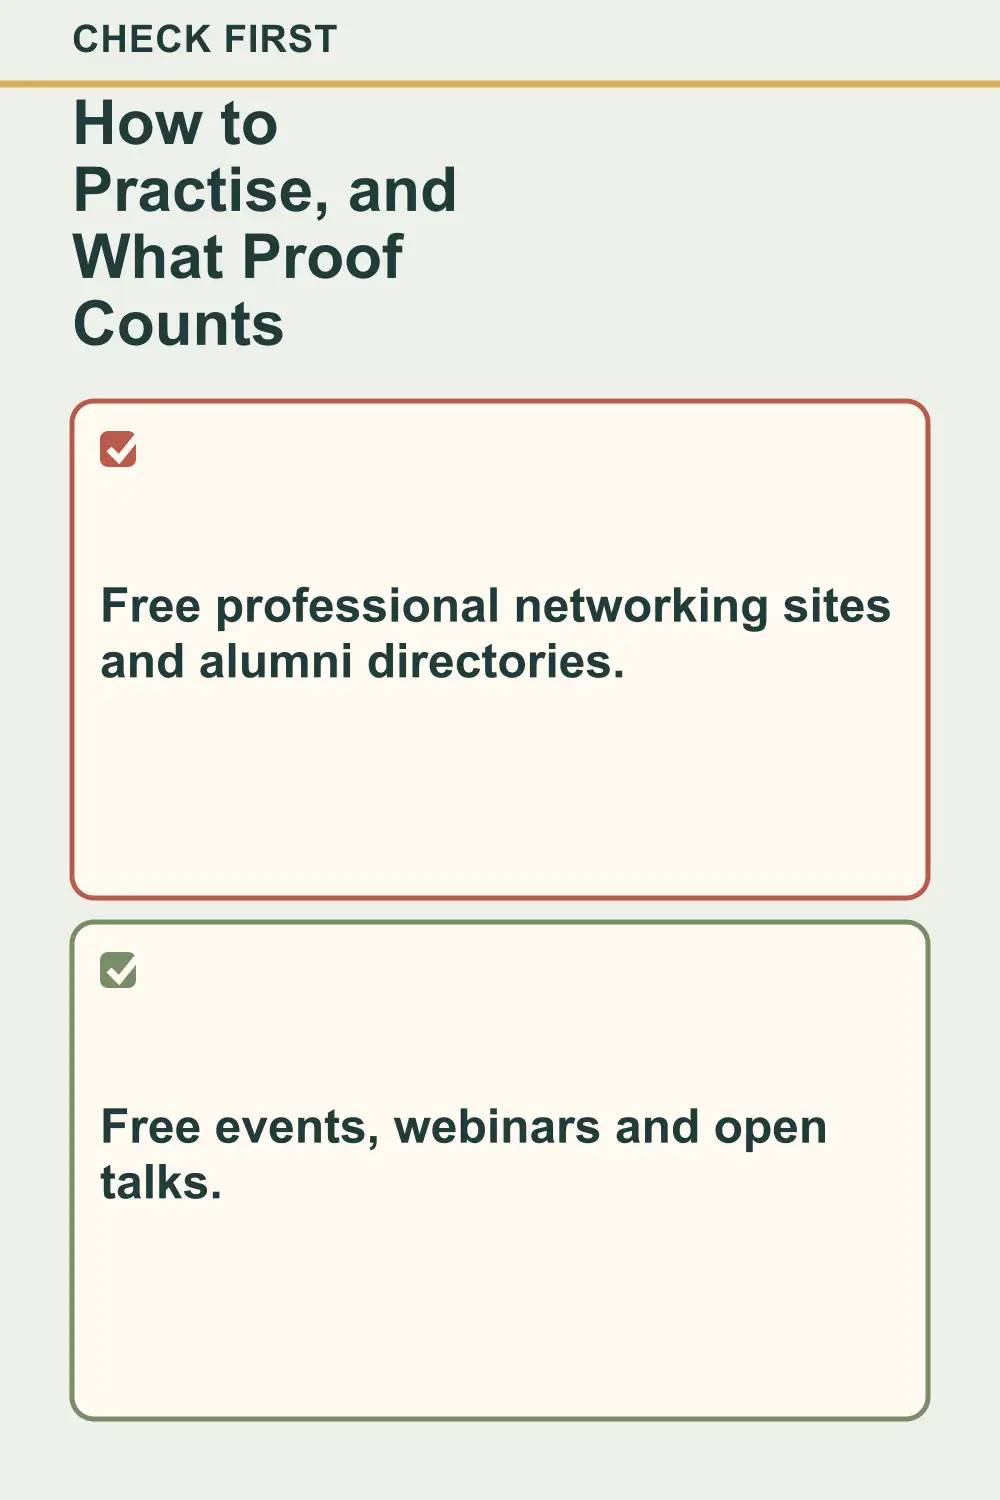 CHECK FIRST
How to
Practise, and
What Proof
Counts
Free professional networking sites
and alumni directories.
Free events, webinars and open
talks.